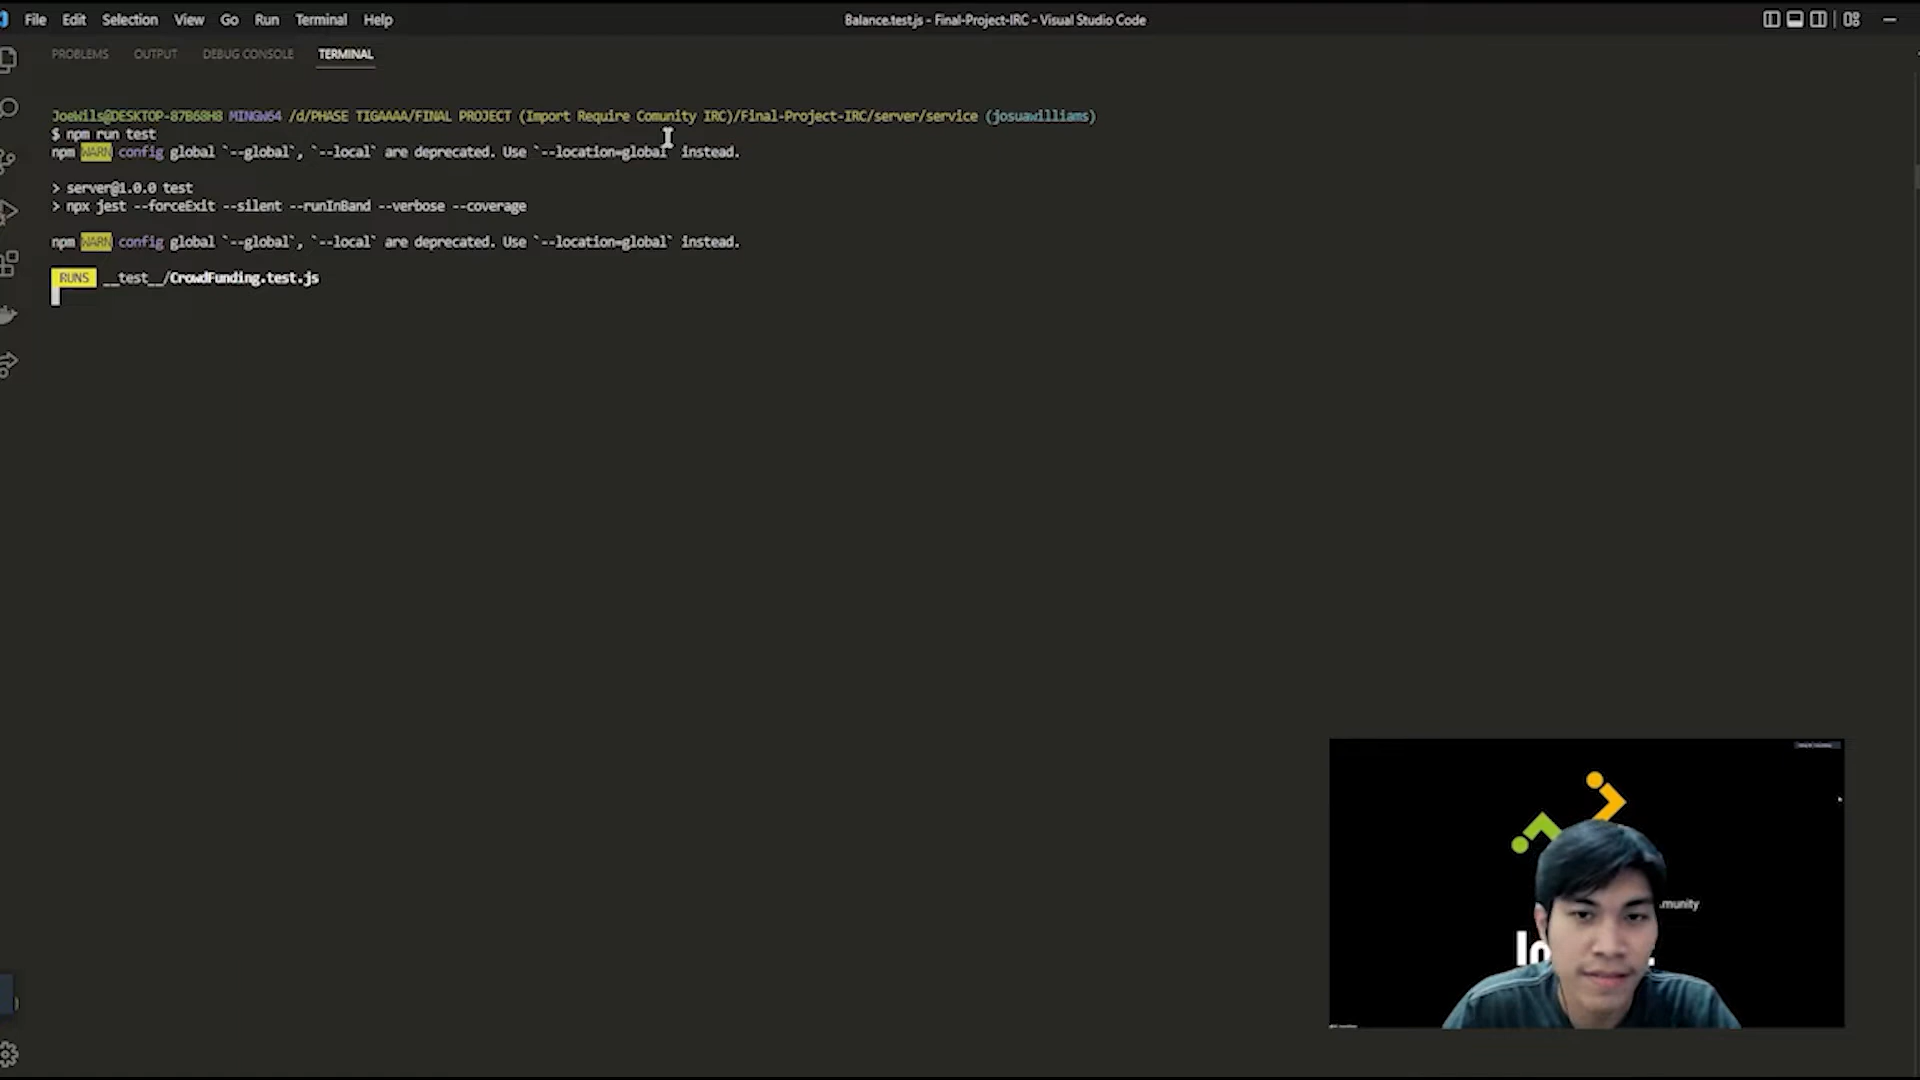 File Edit Selection View Go Run Terminal Help
Balance.test.js - Final-Project-IRC - Visual Studio Code
PROBLEMS OUTPUT DEBUG CONSOLE TERMINAL
JoeWils@DESKTOP-87B68H8 MINGW64 /d/PHASE TIGAAAA/FINAL PROJECT (Import Require Comunity IRC)/Final-Project-IRC/server/service (josuawilliams)
$ npm run test
npm WARN config global `--global`, `--local` are deprecated. Use `--location=global` instead.
> server@1.0.0 test
> npx jest --forceExit --silent --runInBand --verbose --coverage
npm WARN config global `--global`, `--local` are deprecated. Use `--location=global` instead.
RUNS __test__/CrowdFunding.test.js